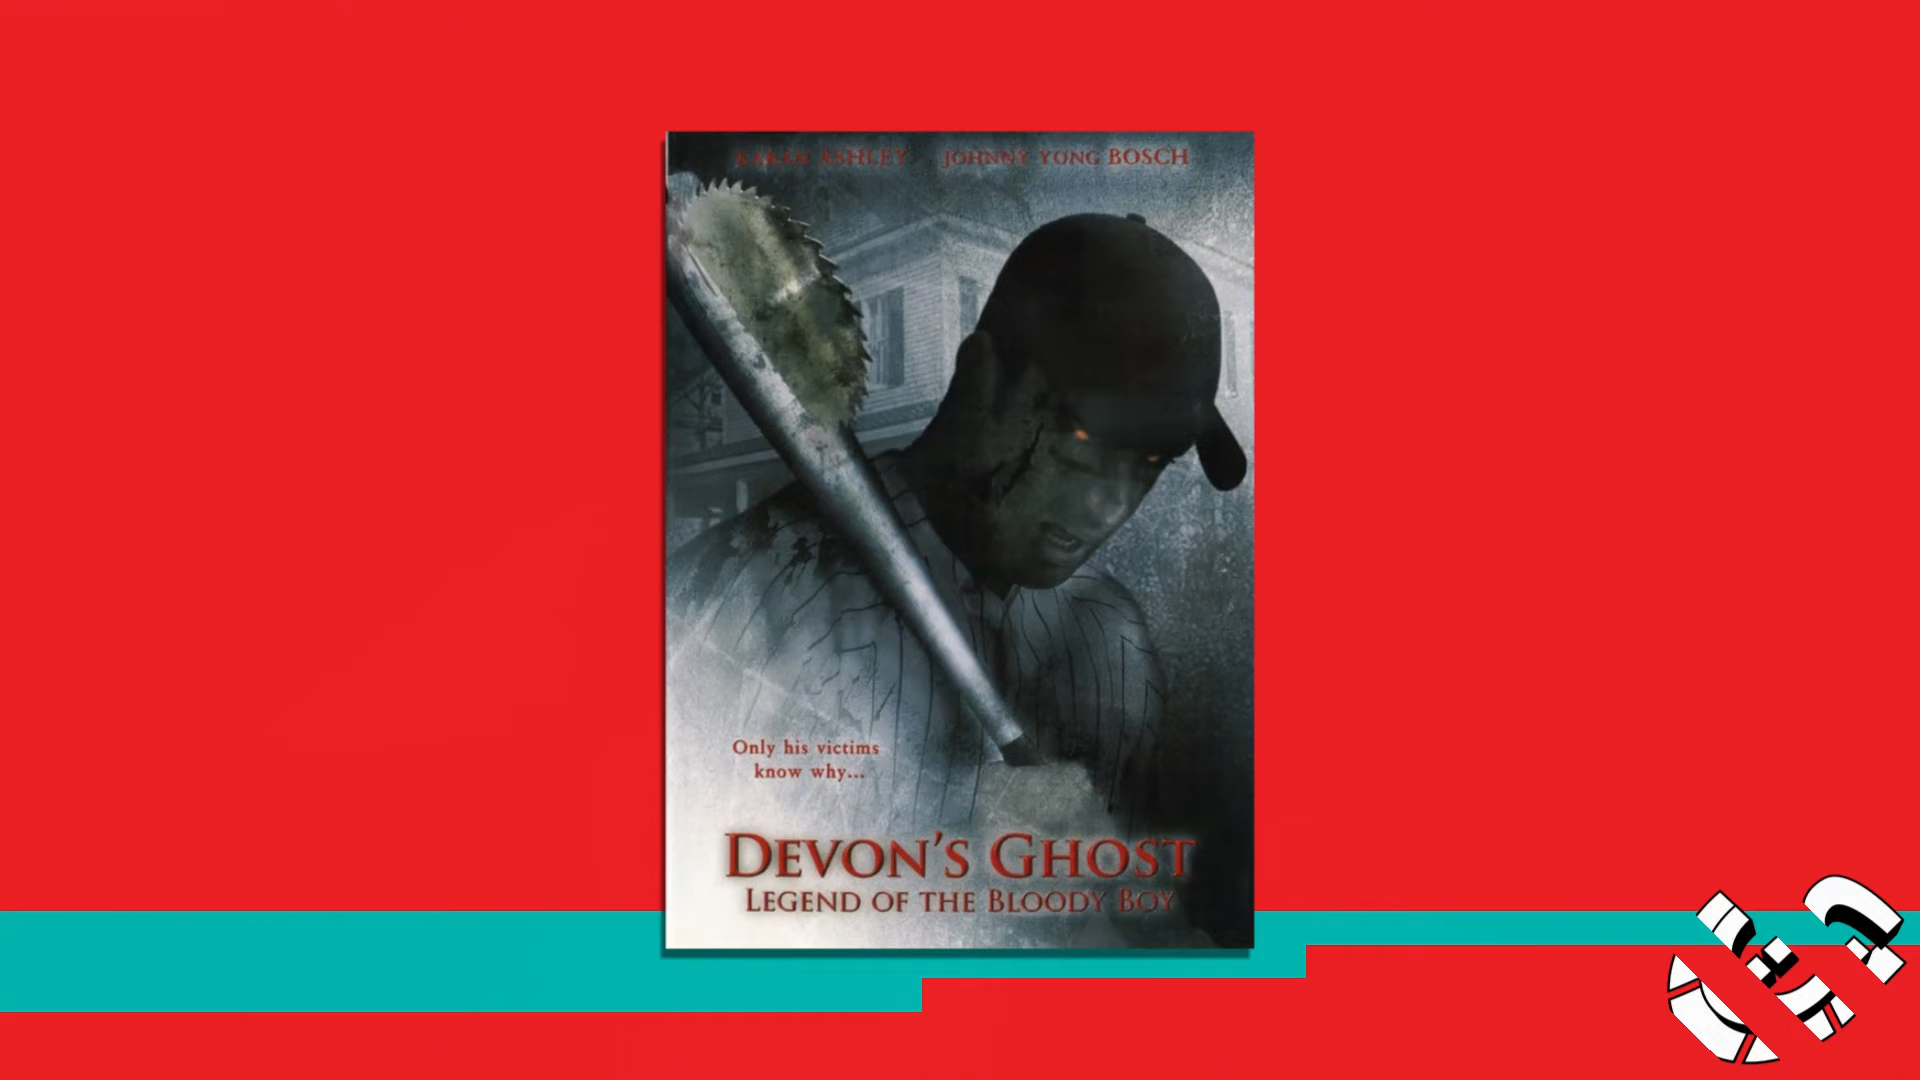 KARAN ASHLEY JOHNNY YONG BOSCH
Only his victims
know why...
DEVON'S GHOST
LEGEND OF THE BLOODY BOY